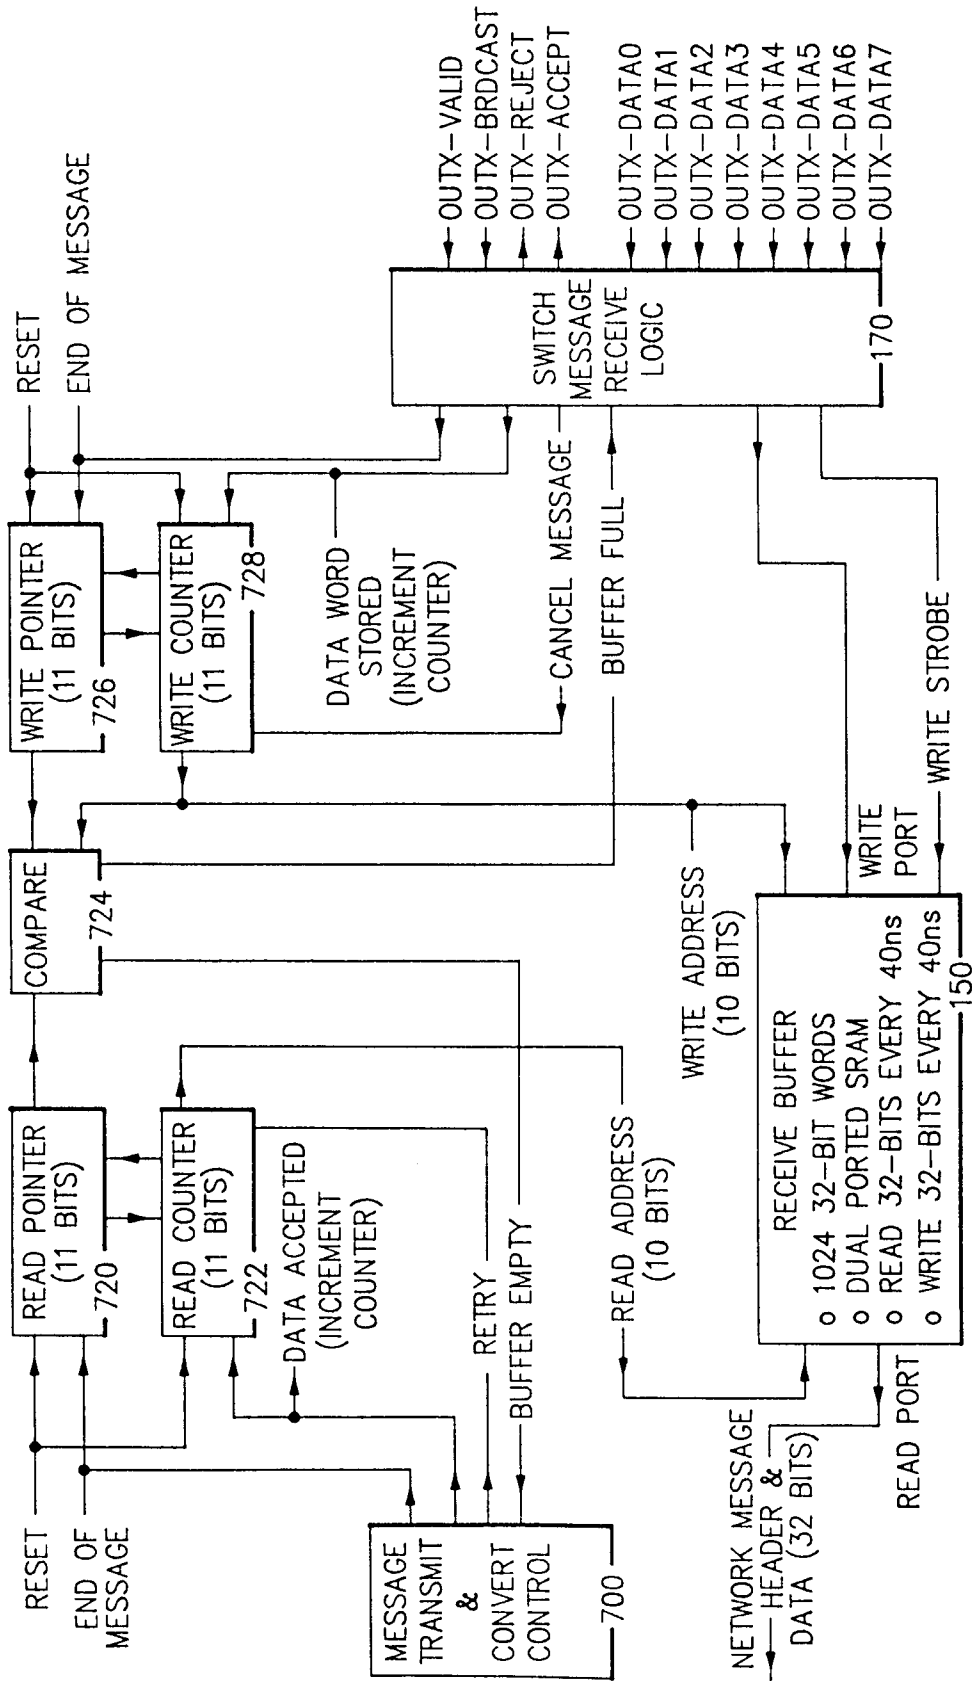 RESET
END OF
MESSAGE
READ POINTER
(11 BITS)
720
READ COUNTER
(11 BITS)
722
DATA ACCEPTED
(INCREMENT
COUNTER)
RETRY
BUFFER EMPTY
MESSAGE
TRANSMIT
&
CONVERT
CONTROL
700
COMPARE
724
WRITE POINTER
(11 BITS)
726
WRITE COUNTER
(11 BITS)
728
RESET
END OF MESSAGE
DATA WORD
STORED
(INCREMENT
COUNTER)
CANCEL MESSAGE
BUFFER FULL
SWITCH
MESSAGE
RECEIVE
LOGIC
170
OUTX-VALID
OUTX-BRDCAST
OUTX-REJECT
OUTX-ACCEPT
OUTX-DATA0
OUTX-DATA1
OUTX-DATA2
OUTX-DATA3
OUTX-DATA4
OUTX-DATA5
OUTX-DATA6
OUTX-DATA7
READ ADDRESS
(10 BITS)
WRITE ADDRESS
(10 BITS)
NETWORK MESSAGE
HEADER &
DATA (32 BITS)
READ PORT
RECEIVE BUFFER
o 1024 32-BIT WORDS
o DUAL PORTED SRAM
o READ 32-BITS EVERY 40ns
o WRITE 32-BITS EVERY 40ns
150
WRITE
PORT
WRITE STROBE